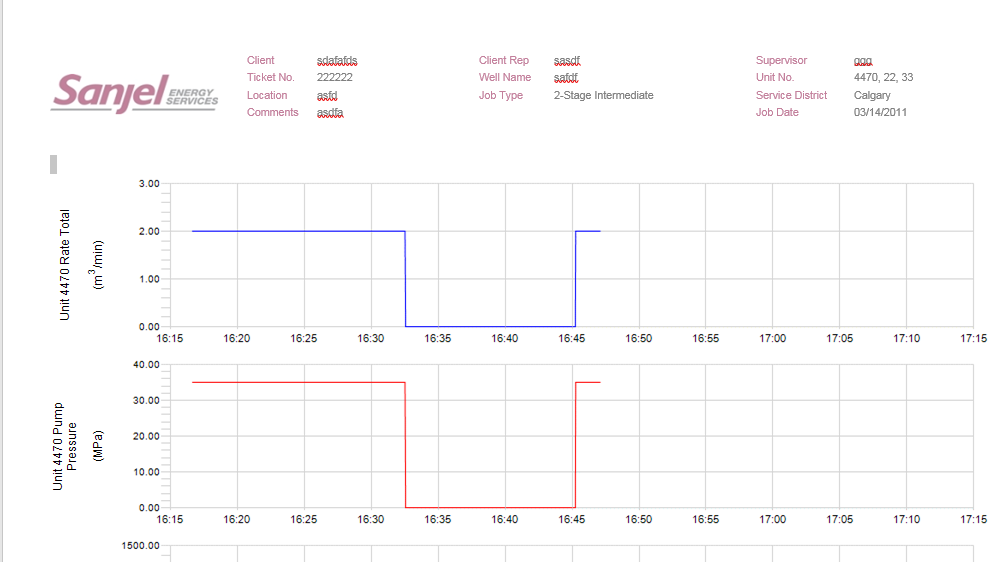 Sanjel ENERGY SERVICES
Client sdafafds Client Rep sasdf Supervisor ggg
Ticket No. 222222 Well Name safdf Unit No. 4470, 22, 33
Location asfd Job Type 2-Stage Intermediate Service District Calgary
Comments asdfa Job Date 03/14/2011
Unit 4470 Rate Total
(m³/min)
3.00
2.00
1.00
0.00
16:15 16:20 16:25 16:30 16:35 16:40 16:45 16:50 16:55 17:00 17:05 17:10 17:15
Unit 4470 Pump
Pressure
(MPa)
40.00
30.00
20.00
10.00
0.00
16:15 16:20 16:25 16:30 16:35 16:40 16:45 16:50 16:55 17:00 17:05 17:10 17:15
1500.00